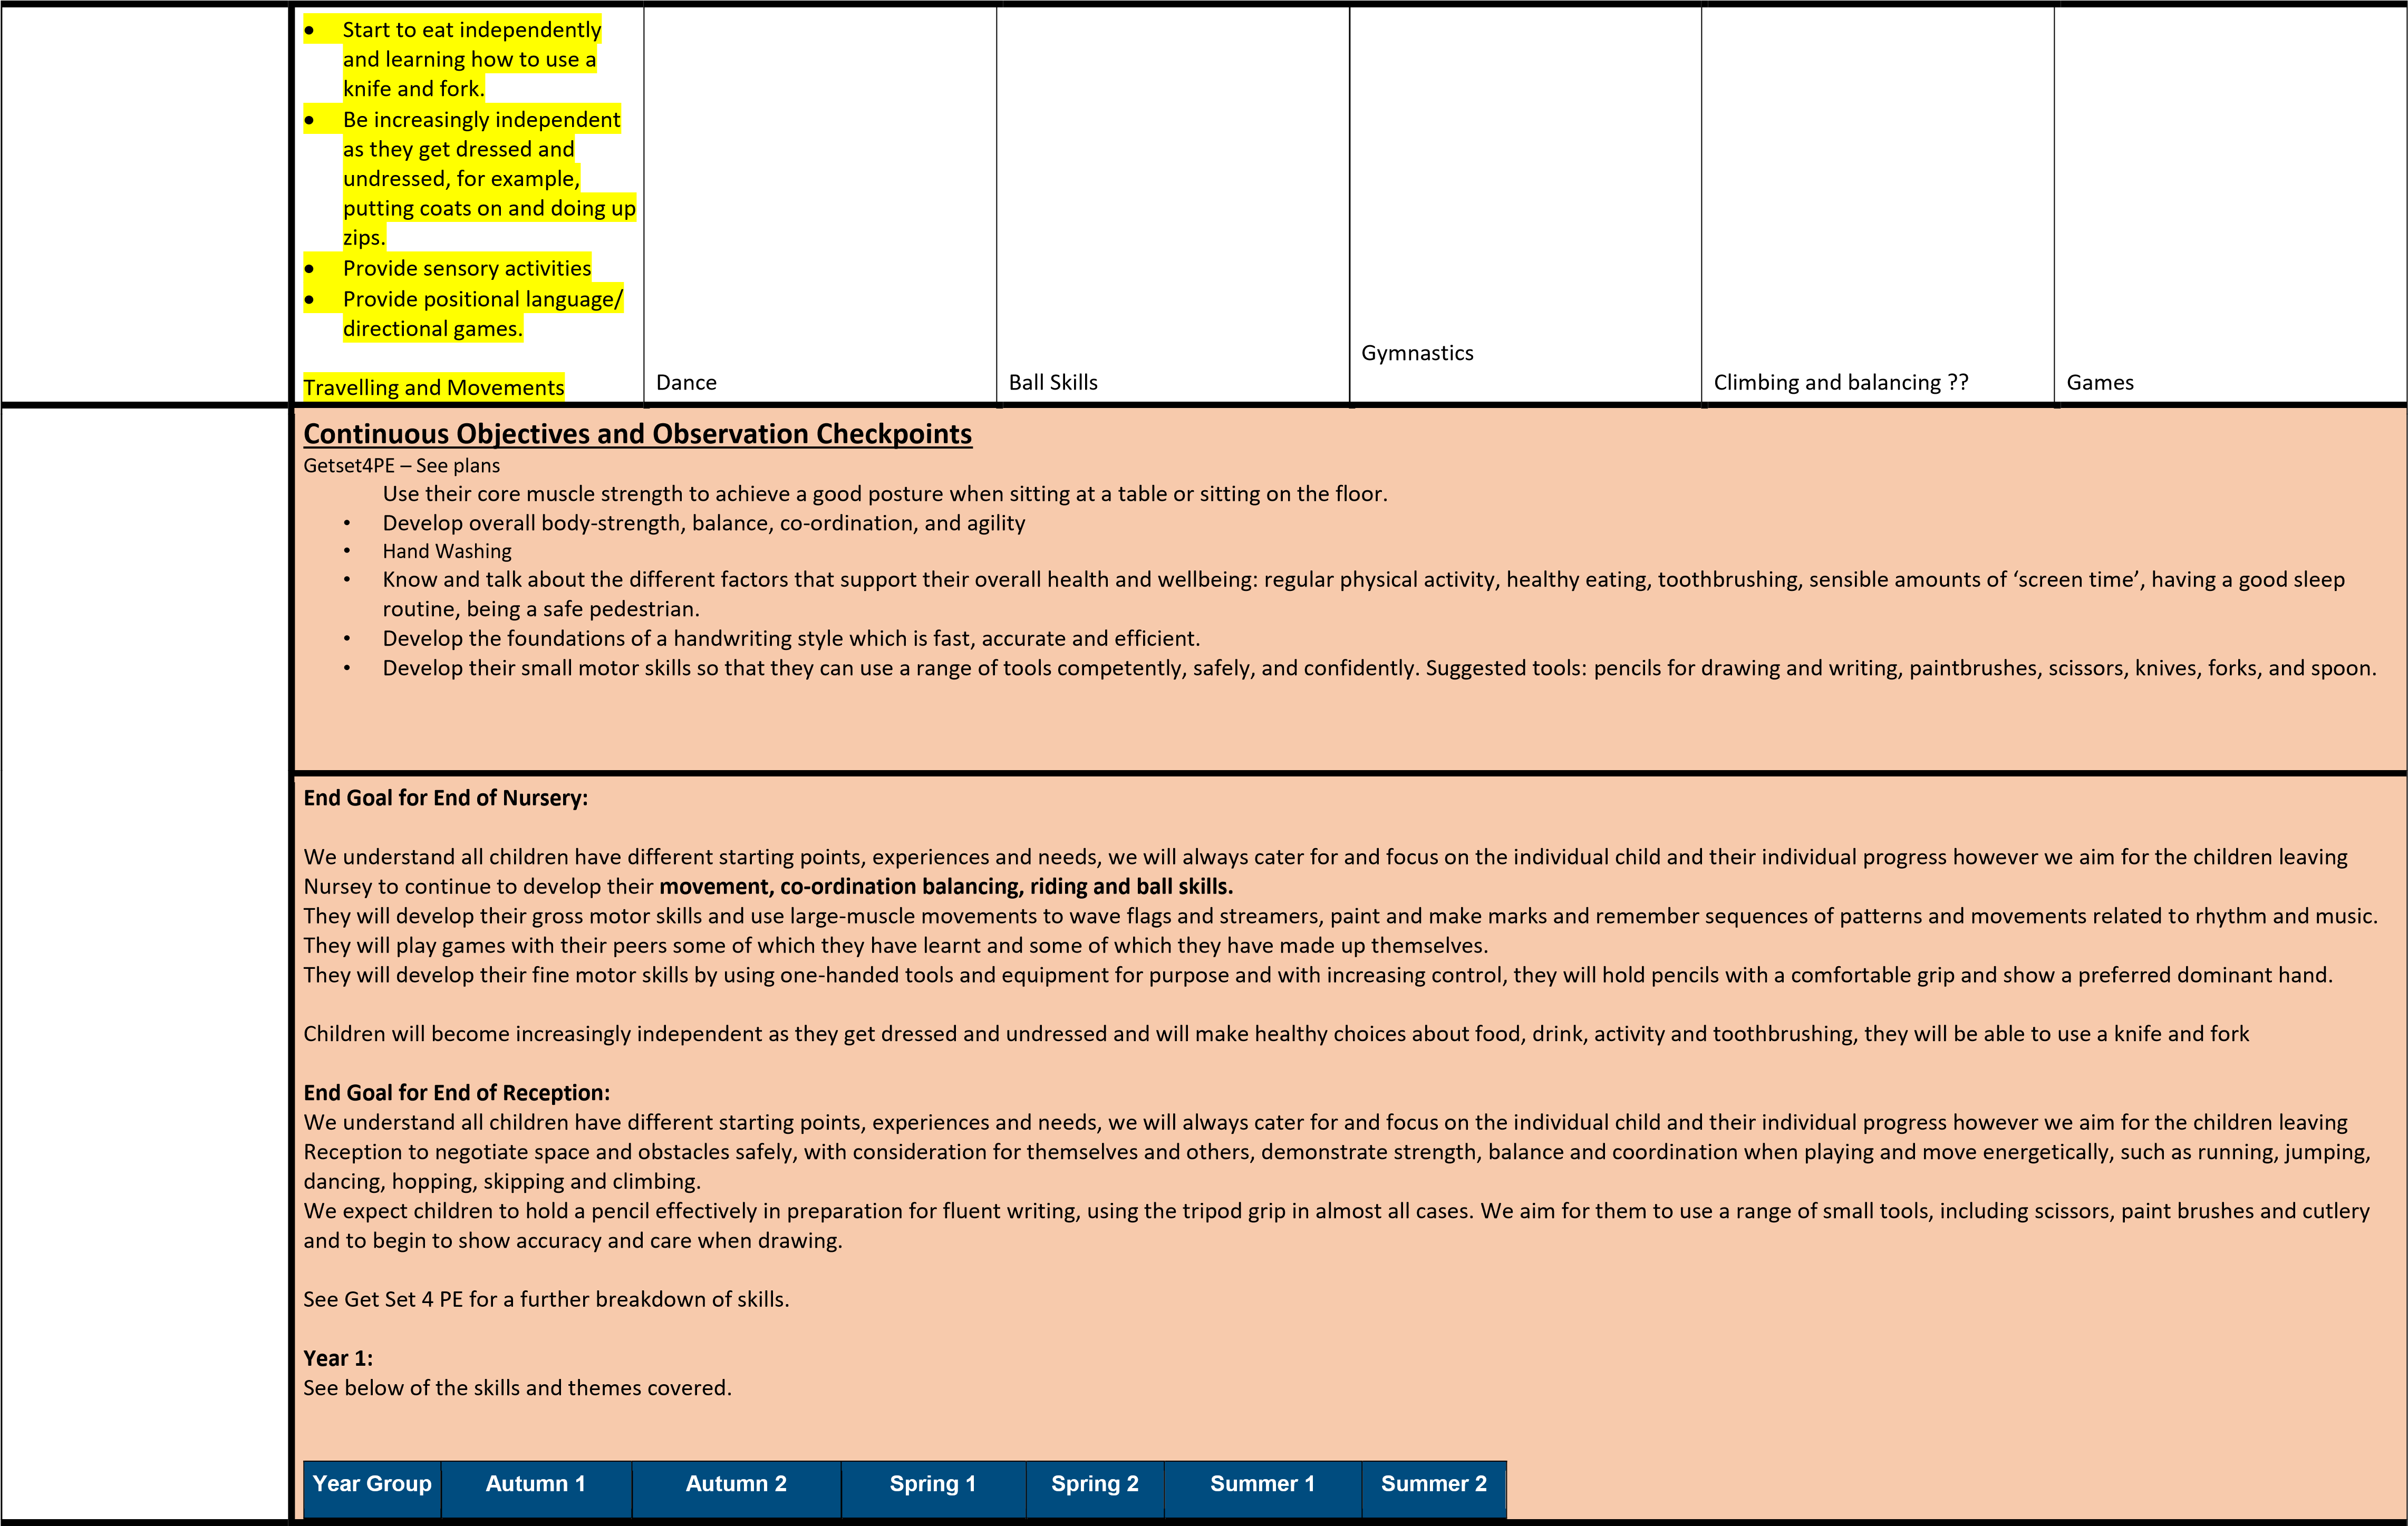 • Start to eat independently
and learning how to use a
knife and fork.
• Be increasingly independent
as they get dressed and
undressed, for example,
putting coats on and doing up
zips.
• Provide sensory activities
• Provide positional language/
directional games.
Travelling and Movements
Dance
Ball Skills
Gymnastics
Climbing and balancing ??
Games
Continuous Objectives and Observation Checkpoints
Getset4PE – See plans
Use their core muscle strength to achieve a good posture when sitting at a table or sitting on the floor.
• Develop overall body-strength, balance, co-ordination, and agility
• Hand Washing
• Know and talk about the different factors that support their overall health and wellbeing: regular physical activity, healthy eating, toothbrushing, sensible amounts of ‘screen time’, having a good sleep
routine, being a safe pedestrian.
• Develop the foundations of a handwriting style which is fast, accurate and efficient.
• Develop their small motor skills so that they can use a range of tools competently, safely, and confidently. Suggested tools: pencils for drawing and writing, paintbrushes, scissors, knives, forks, and spoon.
End Goal for End of Nursery:
We understand all children have different starting points, experiences and needs, we will always cater for and focus on the individual child and their individual progress however we aim for the children leaving
Nursey to continue to develop their movement, co-ordination balancing, riding and ball skills.
They will develop their gross motor skills and use large-muscle movements to wave flags and streamers, paint and make marks and remember sequences of patterns and movements related to rhythm and music.
They will play games with their peers some of which they have learnt and some of which they have made up themselves.
They will develop their fine motor skills by using one-handed tools and equipment for purpose and with increasing control, they will hold pencils with a comfortable grip and show a preferred dominant hand.
Children will become increasingly independent as they get dressed and undressed and will make healthy choices about food, drink, activity and toothbrushing, they will be able to use a knife and fork
End Goal for End of Reception:
We understand all children have different starting points, experiences and needs, we will always cater for and focus on the individual child and their individual progress however we aim for the children leaving
Reception to negotiate space and obstacles safely, with consideration for themselves and others, demonstrate strength, balance and coordination when playing and move energetically, such as running, jumping,
dancing, hopping, skipping and climbing.
We expect children to hold a pencil effectively in preparation for fluent writing, using the tripod grip in almost all cases. We aim for them to use a range of small tools, including scissors, paint brushes and cutlery
and to begin to show accuracy and care when drawing.
See Get Set 4 PE for a further breakdown of skills.
Year 1:
See below of the skills and themes covered.
Year Group Autumn 1 Autumn 2 Spring 1 Spring 2 Summer 1 Summer 2